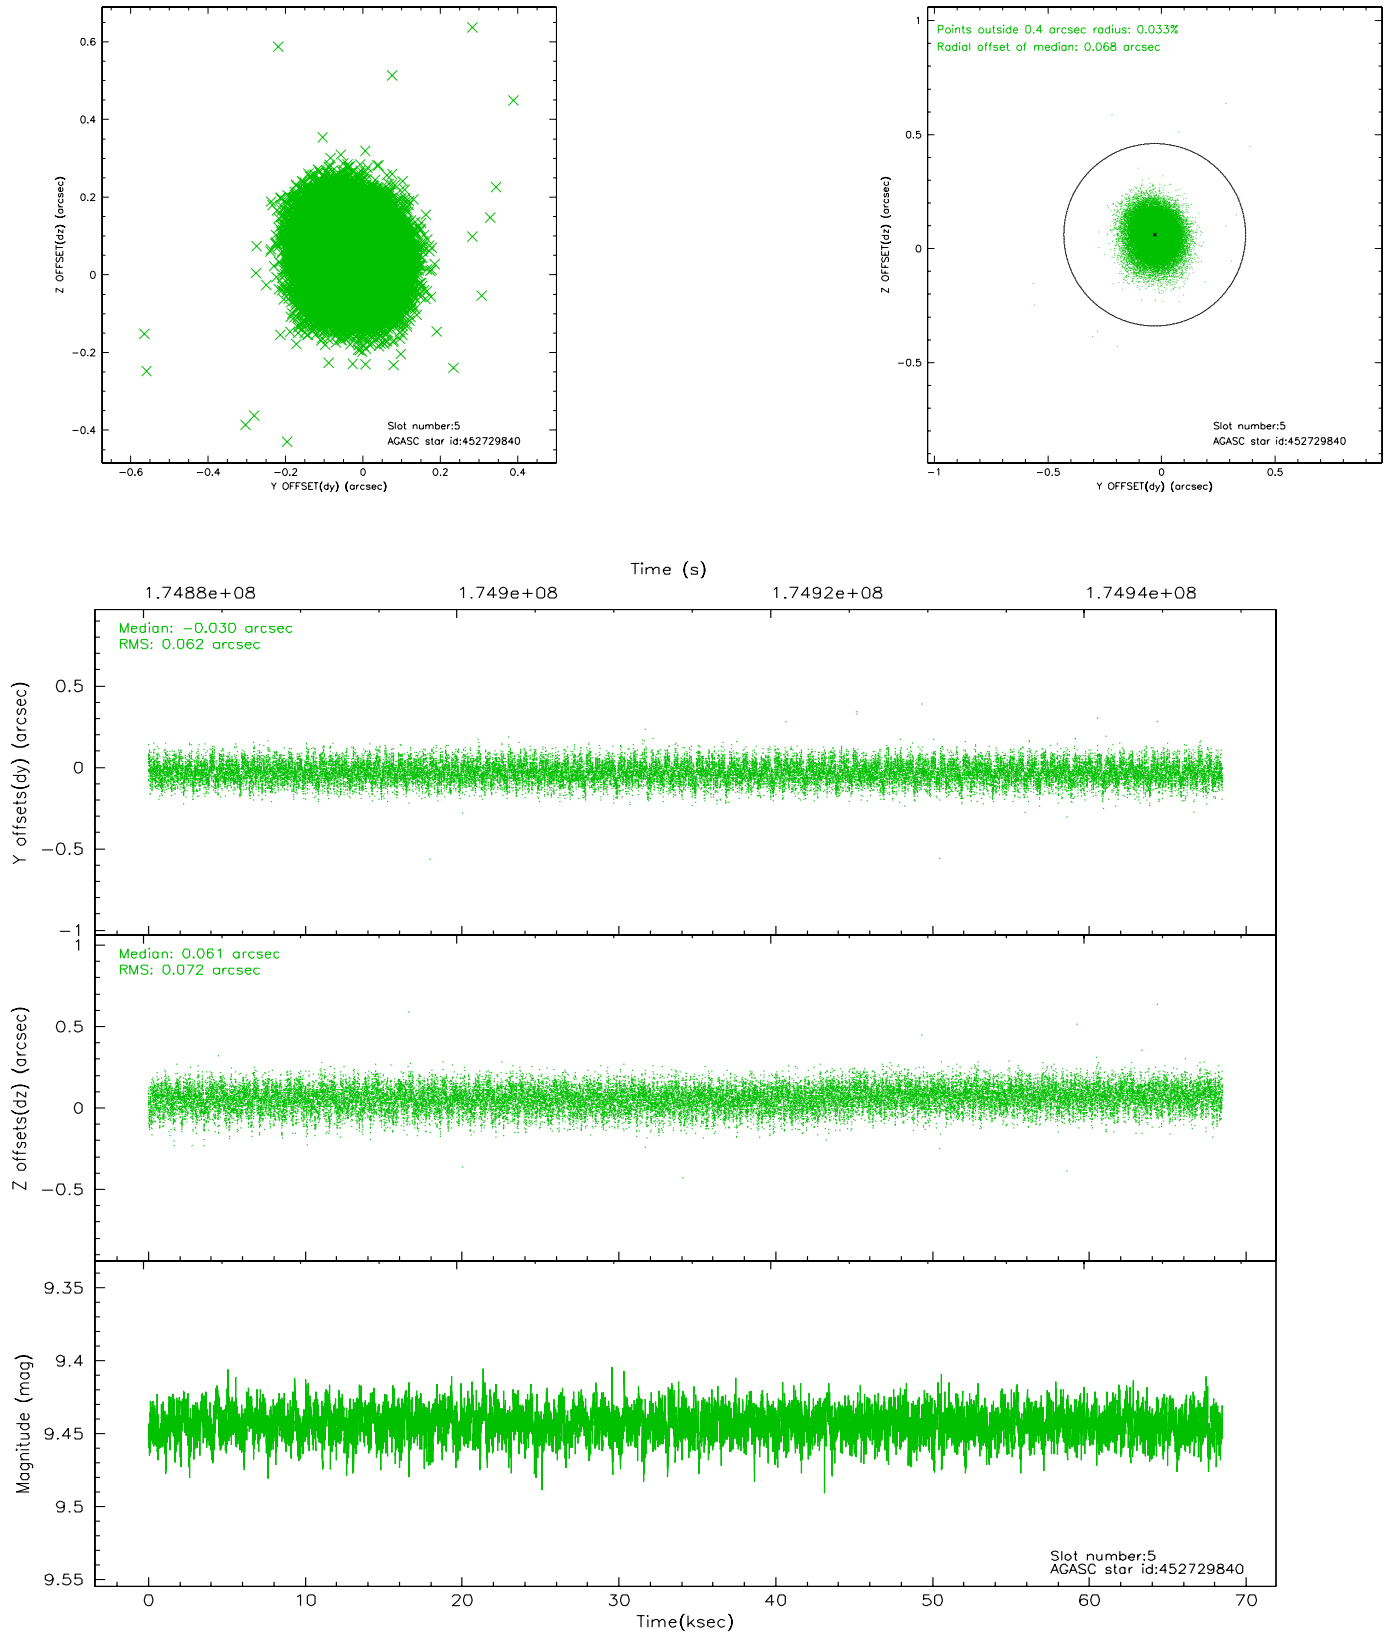 0.6
0.4
0.2
0
−0.2
−0.4
Z OFFSET(dz) (arcsec)
Slot number:5
AGASC star id:452729840
−0.6 −0.4 −0.2 0 0.2 0.4
Y OFFSET(dy) (arcsec)
Points outside 0.4 arcsec radius: 0.033%
Radial offset of median: 0.068 arcsec
1
0.5
0
−0.5
Z OFFSET(dz) (arcsec)
Slot number:5
AGASC star id:452729840
−1 −0.5 0 0.5
Y OFFSET(dy) (arcsec)
Time (s)
1.7488e+08 1.749e+08 1.7492e+08 1.7494e+08
Median: −0.030 arcsec
RMS: 0.062 arcsec
0.5
0
−0.5
−1
Y offsets(dy) (arcsec)
Median: 0.061 arcsec
RMS: 0.072 arcsec
1
0.5
0
−0.5
Z offsets(dz) (arcsec)
9.35
9.4
9.45
9.5
9.55
Magnitude (mag)
Slot number:5
AGASC star id:452729840
0 10 20 30 40 50 60 70
Time(ksec)